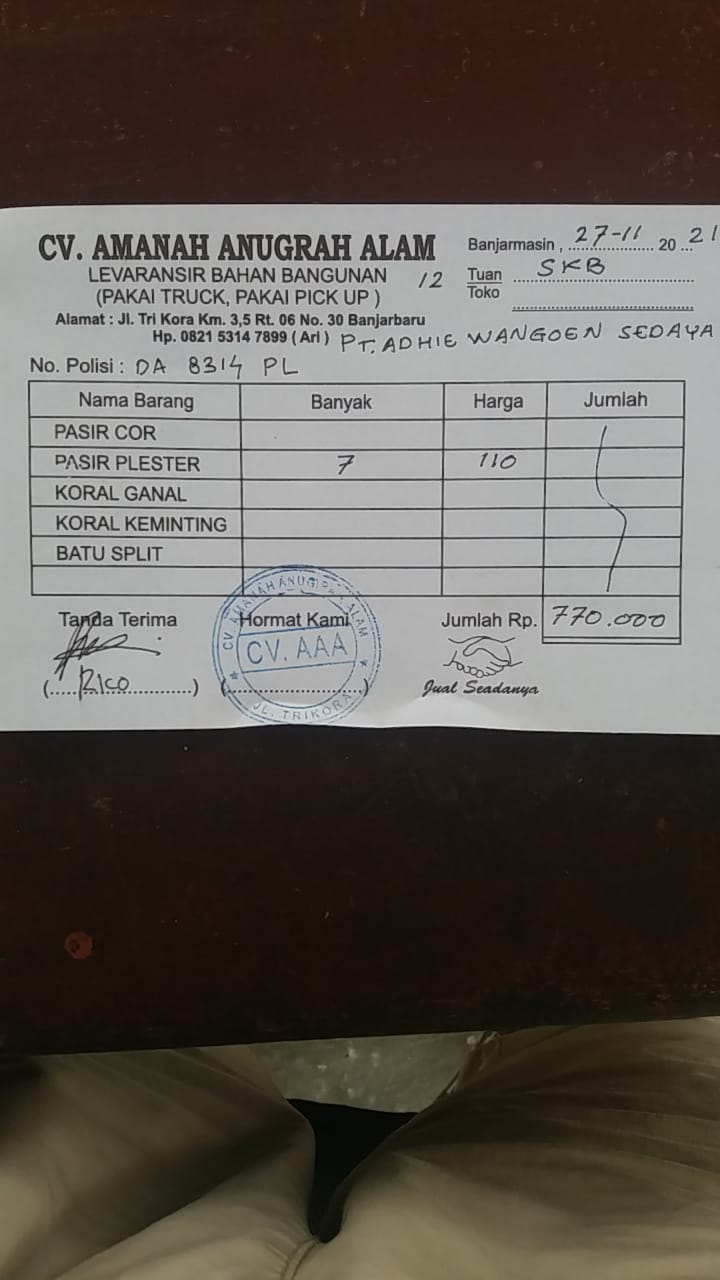 CV. AMANAH ANUGRAH ALAM
LEVARANSIR BAHAN BANGUNAN
(PAKAI TRUCK, PAKAI PICK UP )
12
Alamat : Jl. Tri Kora Km. 3,5 Rt. 06 No. 30 Banjarbaru
Hp. 0821 5314 7899 ( Ari )
Banjarmasin , 27-11 20 21
Tuan SKB
Toko
PT. ADHIE WANGOEN SEDAYA
No. Polisi : DA 8314 PL
Nama Barang Banyak Harga Jumlah
PASIR COR
PASIR PLESTER 7 110
KORAL GANAL
KORAL KEMINTING
BATU SPLIT
Tanda Terima Hormat Kami Jumlah Rp. 770.000
(....RICO............) (........................)
CV. AMANAH ANUGRAH ALAM
CV. AAA
JL. TRIKORA
Jual Seadanya